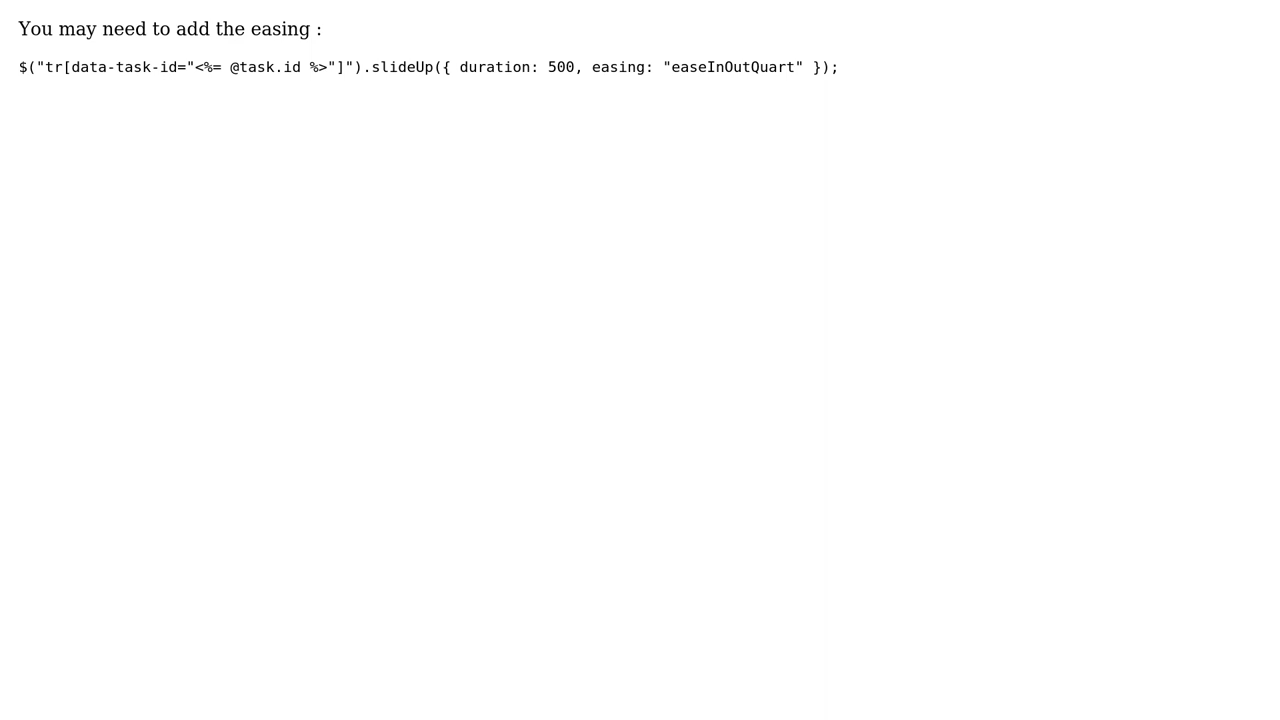 You may need to add the easing :
$("tr[data-task-id="<%= @task.id %>"]").slideUp({ duration: 500, easing: "easeInOutQuart" });